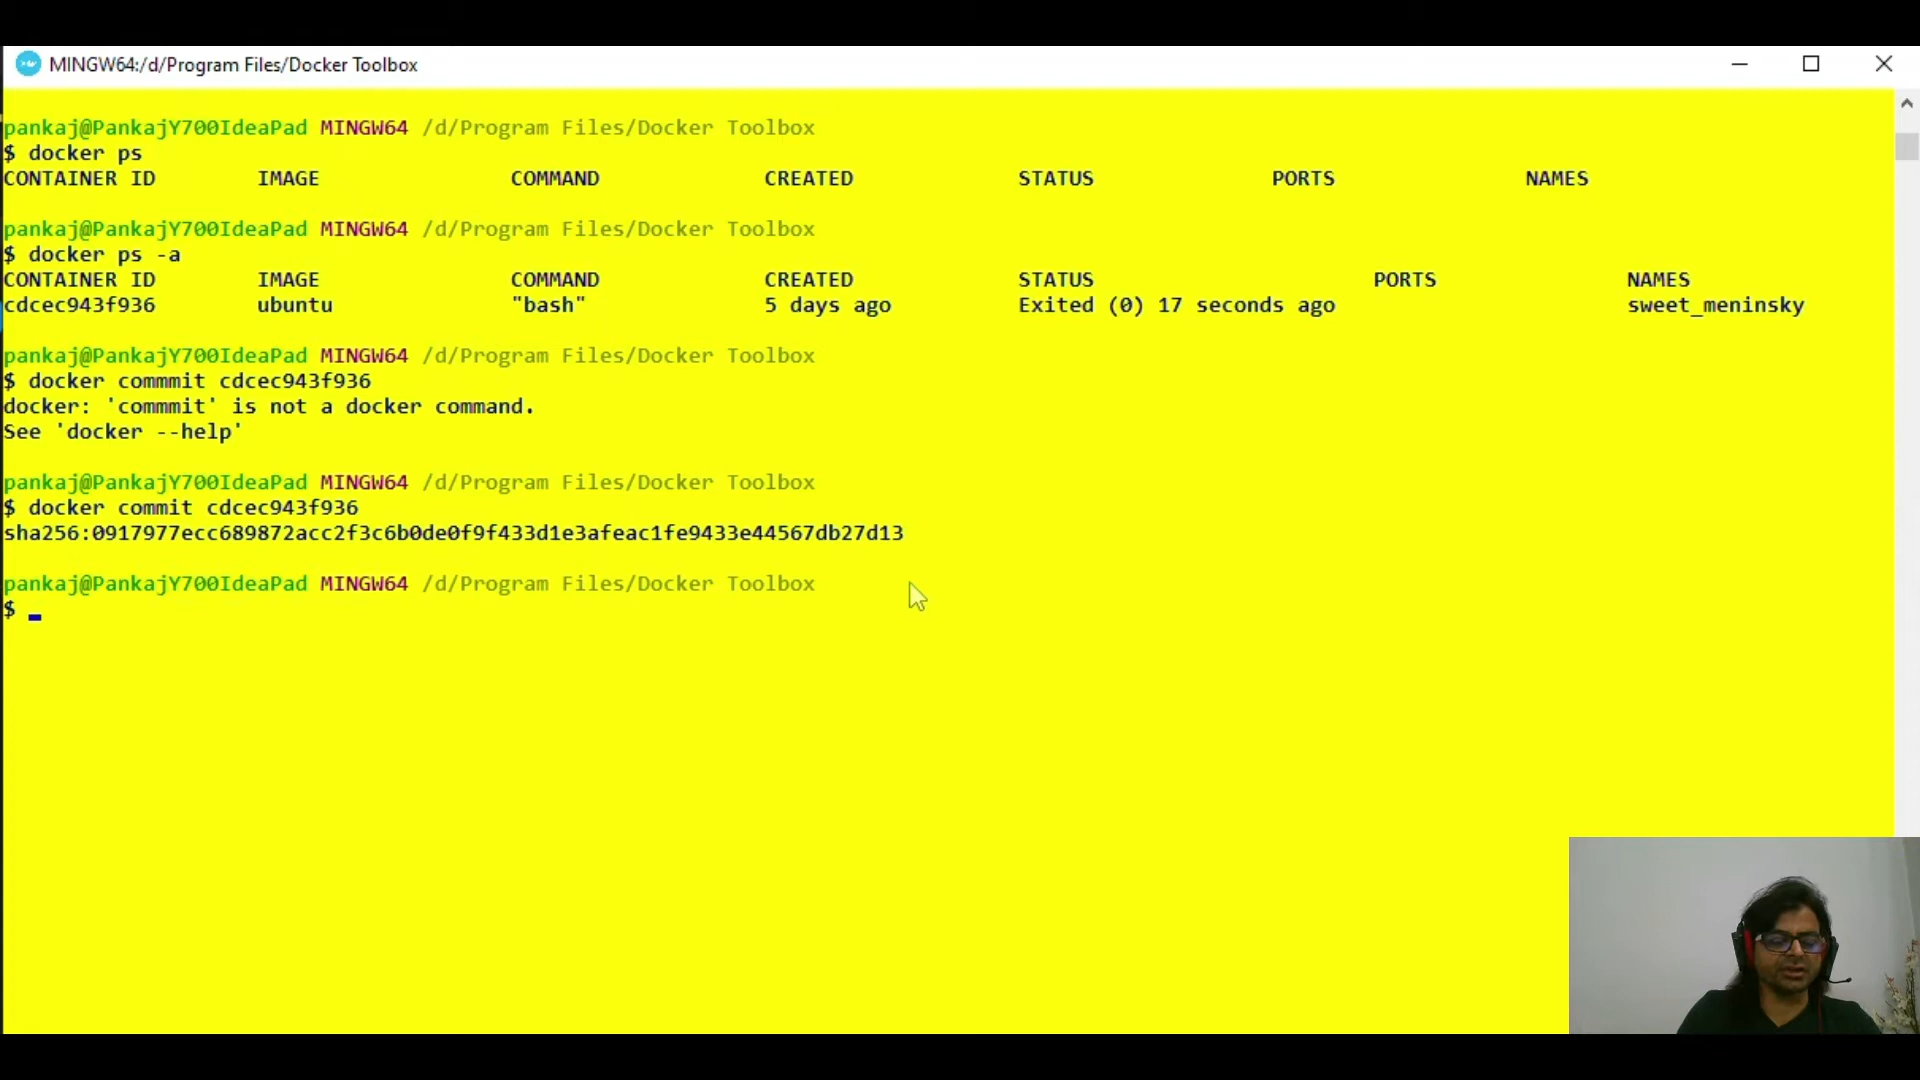 MINGW64:/d/Program Files/Docker Toolbox
pankaj@PankajY700IdeaPad MINGW64 /d/Program Files/Docker Toolbox
$ docker ps
CONTAINER ID IMAGE COMMAND CREATED STATUS PORTS NAMES
pankaj@PankajY700IdeaPad MINGW64 /d/Program Files/Docker Toolbox
$ docker ps -a
CONTAINER ID IMAGE COMMAND CREATED STATUS PORTS NAMES
cdcec943f936 ubuntu "bash" 5 days ago Exited (0) 17 seconds ago sweet_meninsky
pankaj@PankajY700IdeaPad MINGW64 /d/Program Files/Docker Toolbox
$ docker commmit cdcec943f936
docker: 'commmit' is not a docker command.
See 'docker --help'
pankaj@PankajY700IdeaPad MINGW64 /d/Program Files/Docker Toolbox
$ docker commit cdcec943f936
sha256:0917977ecc689872acc2f3c6b0de0f9f433d1e3afeac1fe9433e44567db27d13
pankaj@PankajY700IdeaPad MINGW64 /d/Program Files/Docker Toolbox
$